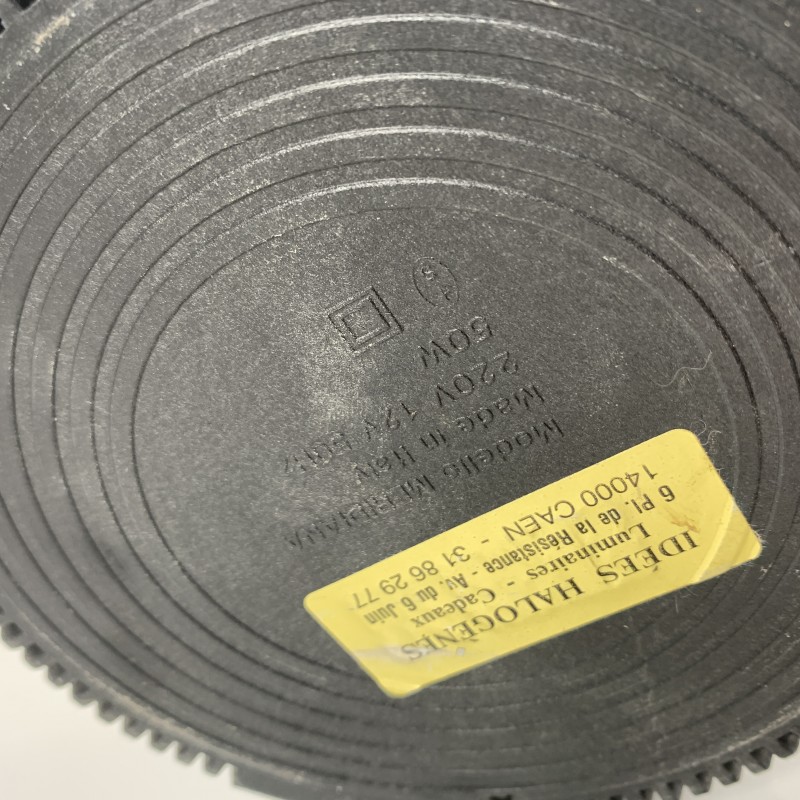 Modello MERIDIANA
Made in Italy
220V 12V 50W
50W
S
IDÉES HALOGÈNES
Luminaires - Cadeaux
6 Pl. de la Résistance - Av. du 6 Juin
14000 CAEN - 31 86 29 77